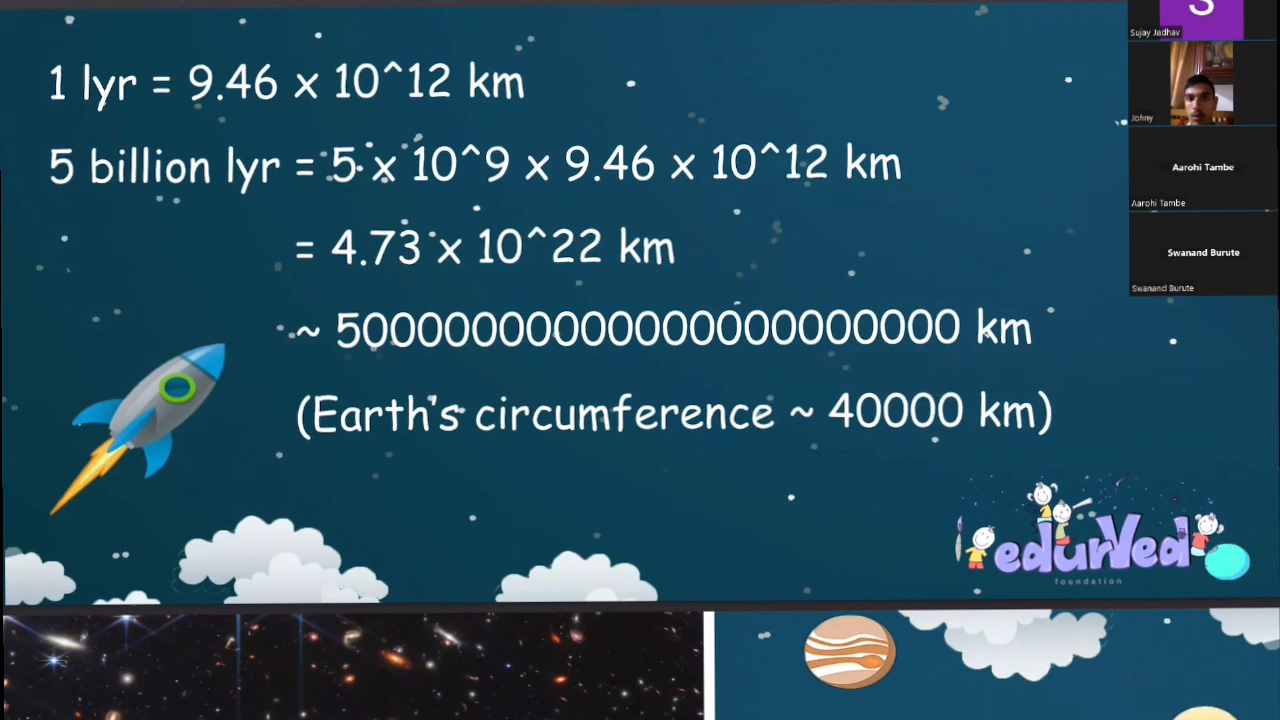 1 lyr = 9.46 x 10^12 km
5 billion lyr = 5 x 10^9 x 9.46 x 10^12 km
= 4.73 x 10^22 km
~ 50000000000000000000000 km
(Earth's circumference ~ 40000 km)
edurVed
foundation
S
Sujay Jadhav
Johny
Aarohi Tambe
Aarohi Tambe
Swanand Burute
Swanand Burute